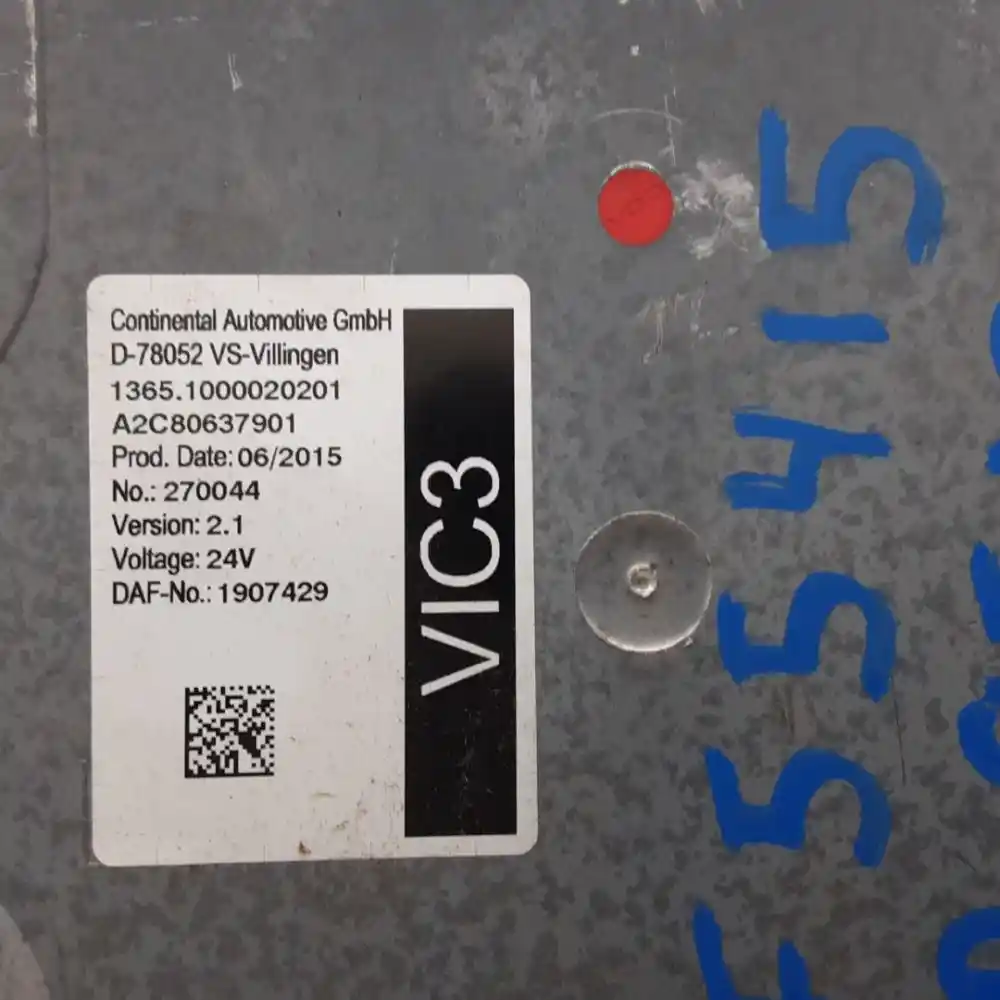 Continental Automotive GmbH
D-78052 VS-Villingen
1365.1000020201
A2C80637901
Prod. Date: 06/2015
No.: 270044
Version: 2.1
Voltage: 24V
DAF-No.: 1907429
VIC3
55415